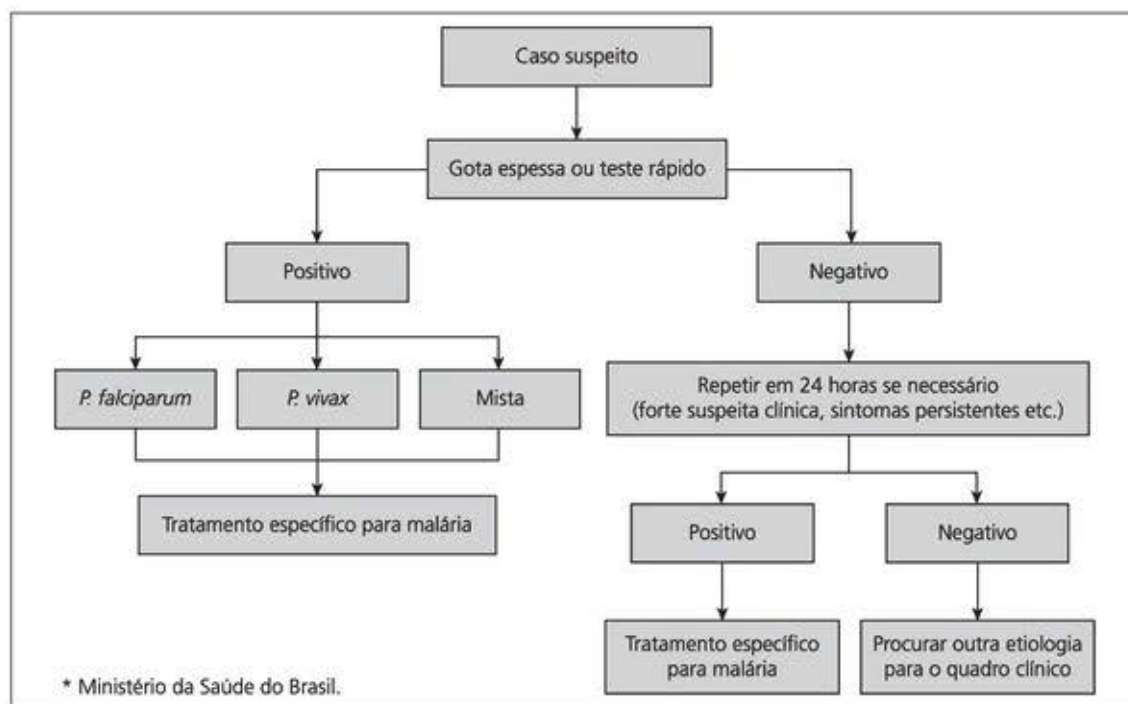 Caso suspeito
Gota espessa ou teste rápido
Positivo
Negativo
P. falciparum
P. vivax
Mista
Repetir em 24 horas se necessário
(forte suspeita clínica, sintomas persistentes etc.)
Tratamento específico para malária
Positivo
Negativo
Tratamento específico
para malária
Procurar outra etiologia
para o quadro clínico
* Ministério da Saúde do Brasil.